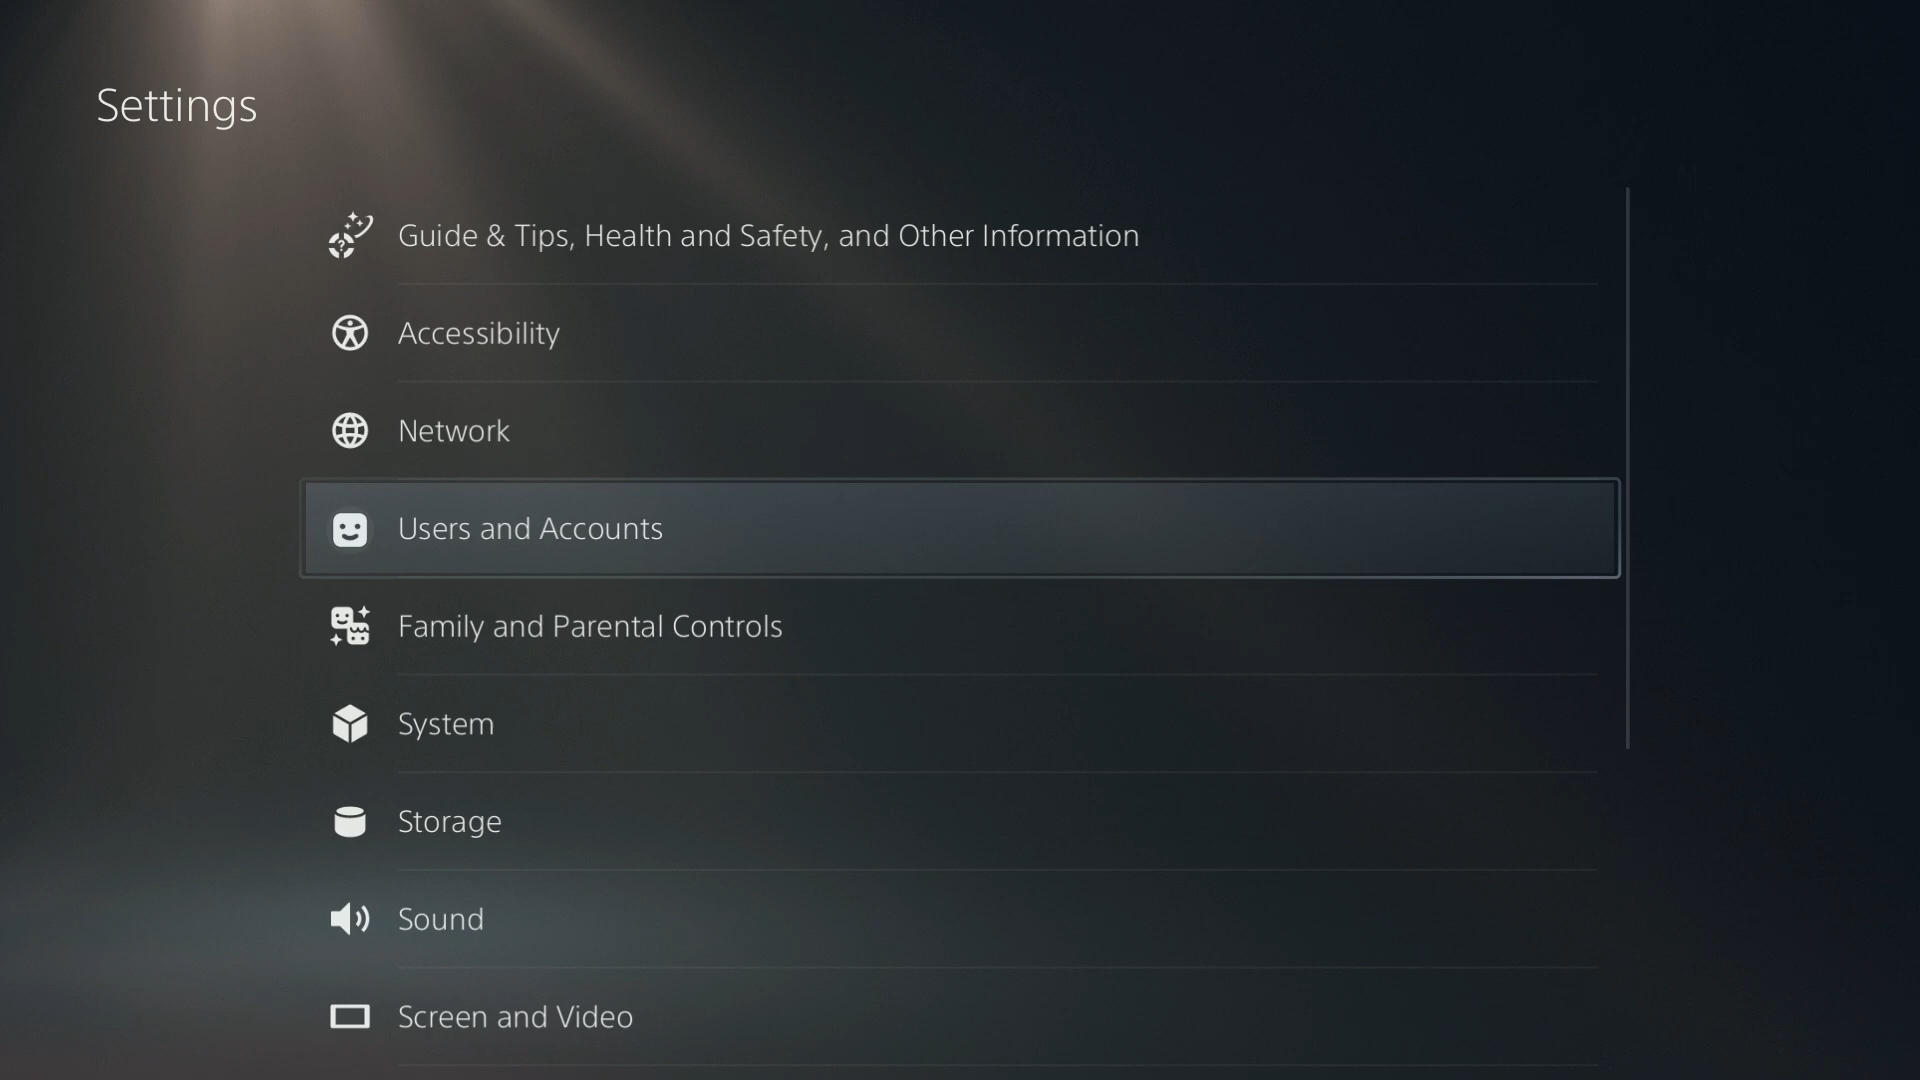 Settings
Guide & Tips, Health and Safety, and Other Information
Accessibility
Network
Users and Accounts
Family and Parental Controls
System
Storage
Sound
Screen and Video